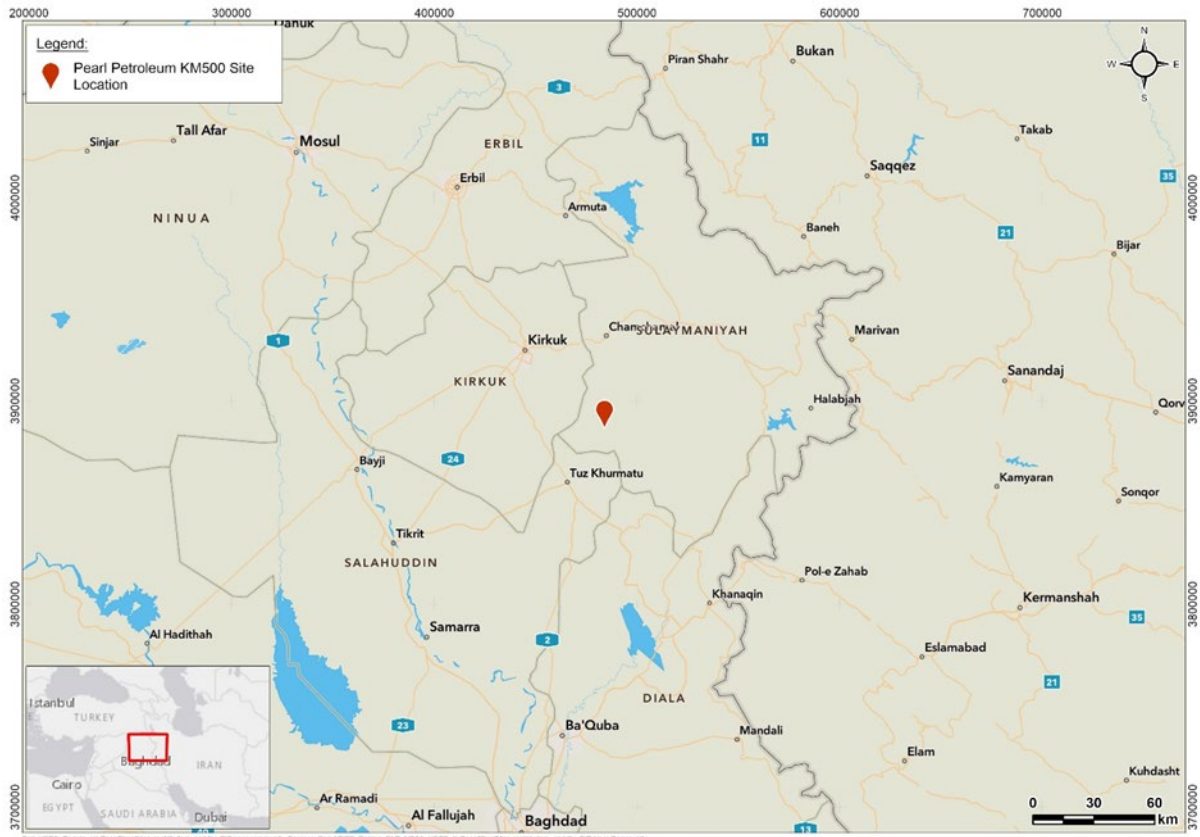 200000 300000 400000 500000 600000 700000
Legend:
Pearl Petroleum KM500 Site
Location
N
W E
S
3
Piran Shahr
Bukan
Sinjar
Tall Afar
Mosul
ERBIL
11
Takab
Erbil
Saqqez
35
4000000
4000000
NINUA
Armuta
Baneh
21
Bijar
1
Kirkuk
SULAYMANIYAH
Marivan
KIRKUK
Sanandaj
3900000
3900000
Halabjah
Qorv
Bayji
24
Tuz Khurmatu
Kamyaran
Sonqor
Tikrit
SALAHUDDIN
Pol-e Zahab
Khanaqin
Kermanshah
3800000
3800000
35
Al Hadithah
Samarra
2
Eslamabad
21
DIALA
23
Ba'Quba
Mandali
Elam
Kuhdasht
Istanbul
TURKEY
Baghdad
IRAN
Cairo
EGYPT
SAUDI ARABIA
Dubai
Ar Ramadi
Al Fallujah
Baghdad
13
0 30 60
km
3700000
3700000